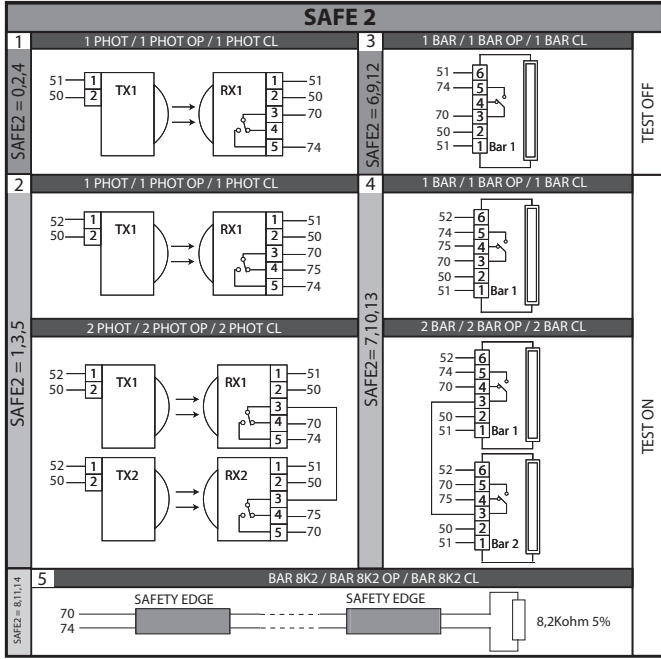 SAFE 2
1
1 PHOT / 1 PHOT OP / 1 PHOT CL
SAFE2 = 0,2,4
51 1
50 2
TX1
RX1
1 51
2 50
3 70
4
5 74
3
1 BAR / 1 BAR OP / 1 BAR CL
SAFE2 = 6,9,12
51 6
74 5
4
70 3
50 2
51 1 Bar 1
TEST OFF
2
1 PHOT / 1 PHOT OP / 1 PHOT CL
SAFE2 = 1,3,5
52 1
50 2
TX1
RX1
1 51
2 50
3 70
4 75
5 74
2 PHOT / 2 PHOT OP / 2 PHOT CL
52 1
50 2
TX1
RX1
1 51
2 50
3
4 70
5 74
52 1
50 2
TX2
RX2
1 51
2 50
3
4 75
5 70
4
1 BAR / 1 BAR OP / 1 BAR CL
SAFE2= 7,10,13
52 6
74 5
75 4
70 3
50 2
51 1 Bar 1
2 BAR / 2 BAR OP / 2 BAR CL
52 6
74 5
70 4
3
50 2
51 1 Bar 1
52 6
70 5
75 4
3
50 2
51 1 Bar 2
TEST ON
5
BAR 8K2 / BAR 8K2 OP / BAR 8K2 CL
SAFE2 = 8,11,14
70
74
SAFETY EDGE
SAFETY EDGE
8,2Kohm 5%